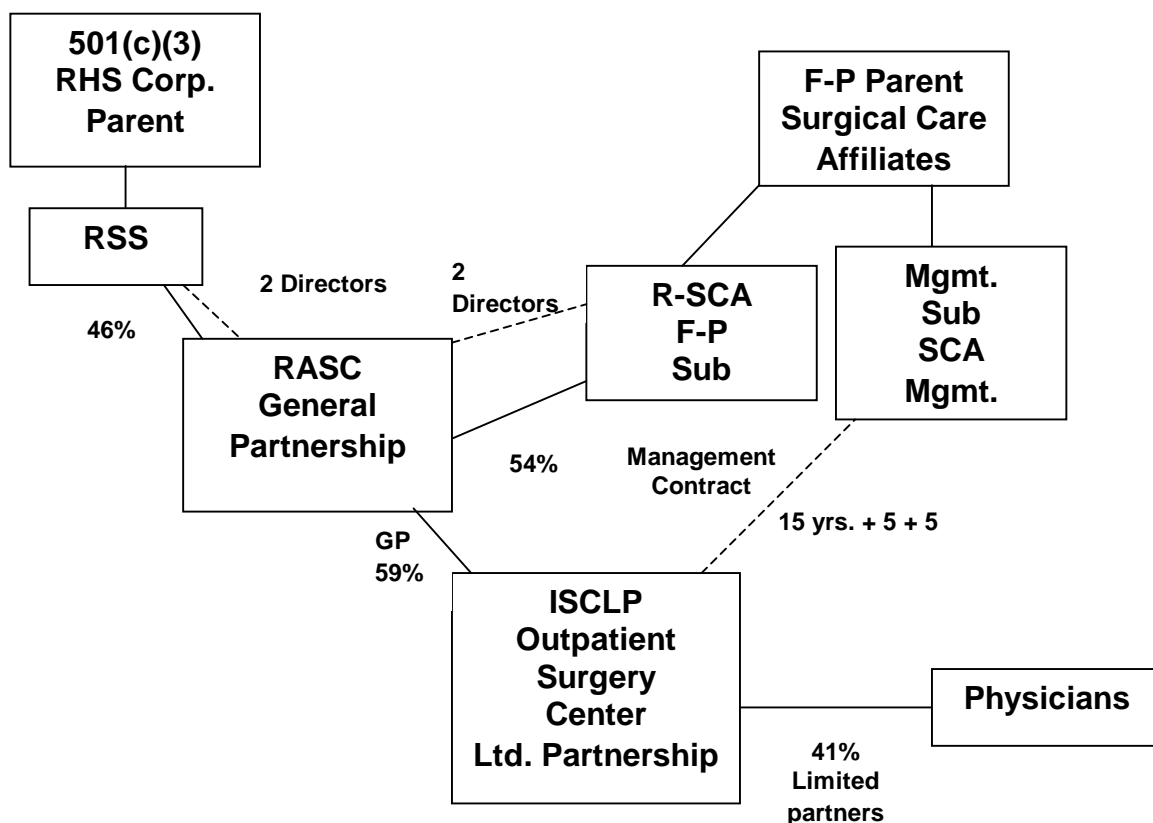 501(c)(3)
RHS Corp.
Parent
F-P Parent
Surgical Care
Affiliates
RSS
2 Directors
2
Directors
R-SCA
F-P
Sub
Mgmt.
Sub
SCA
Mgmt.
46%
RASC
General
Partnership
54%
Management
Contract
15 yrs. + 5 + 5
GP
59%
ISCLP
Outpatient
Surgery
Center
Ltd. Partnership
Physicians
41%
Limited
partners